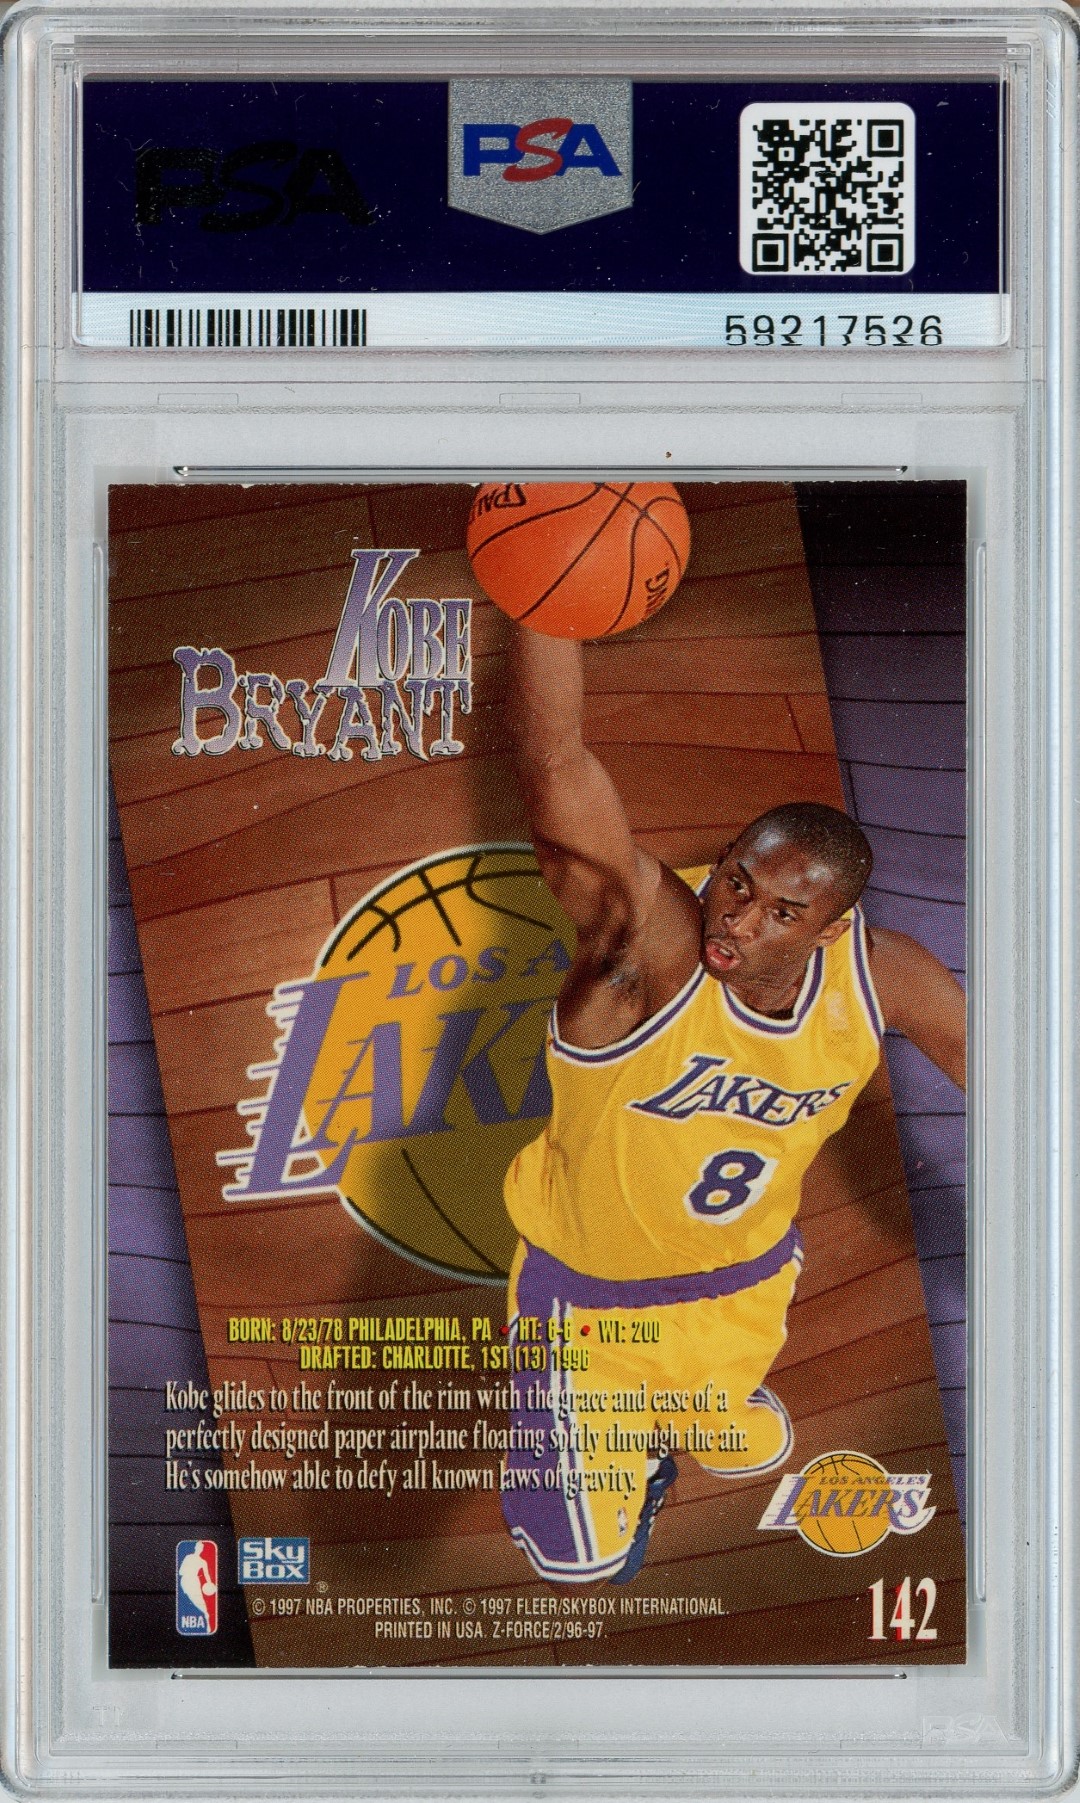 PSA
PSA
59217526
SPALD
ING.
KOBE
BRYANT
LOS A
LAKE
LAKERS
8
BORN: 8/23/78 PHILADELPHIA, PA • HT: 6-6 • WT: 200
DRAFTED: CHARLOTTE, 1ST (13) 1996
Kobe glides to the front of the rim with the grace and ease of a
perfectly designed paper airplane floating softly through the air.
He's somehow able to defy all known laws of gravity.
LOS ANGELES
LAKERS
NBA
SKY
BOX
®
© 1997 NBA PROPERTIES, INC. © 1997 FLEER/SKYBOX INTERNATIONAL.
PRINTED IN USA. Z-FORCE/2/96-97.
142
PSA